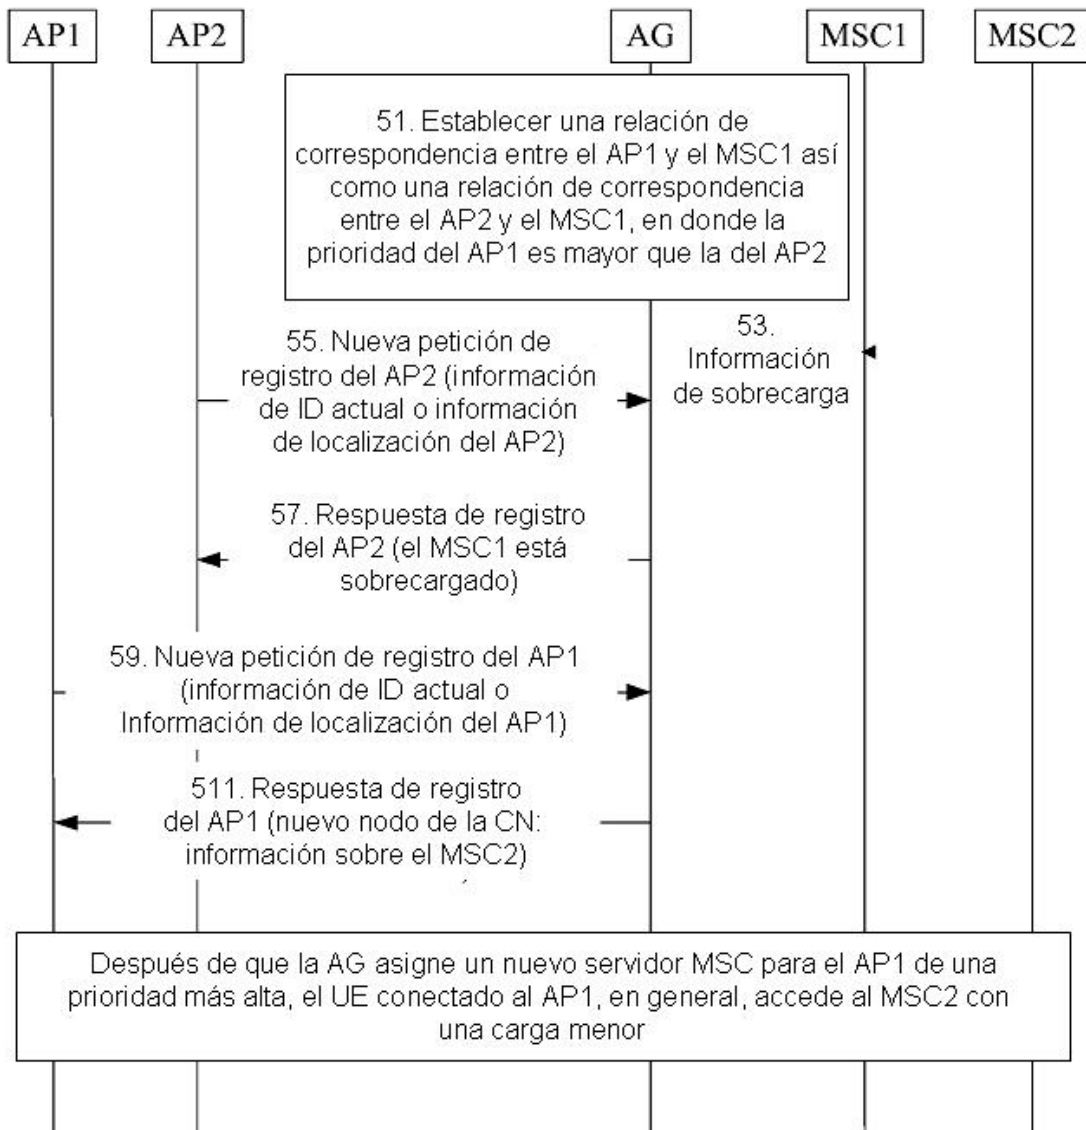 AP1
AP2
AG
MSC1
MSC2
51. Establecer una relación de
correspondencia entre el AP1 y el MSC1 así
como una relación de correspondencia
entre el AP2 y el MSC1, en donde la
prioridad del AP1 es mayor que la del AP2
53.
Información
de sobrecarga
55. Nueva petición de
registro del AP2 (información
de ID actual o información
de localización del AP2)
57. Respuesta de registro
del AP2 (el MSC1 está
sobrecargado)
59. Nueva petición de registro del AP1
(información de ID actual o
Información de localización del AP1)
511. Respuesta de registro
del AP1 (nuevo nodo de la CN:
información sobre el MSC2)
Después de que la AG asigne un nuevo servidor MSC para el AP1 de una
prioridad más alta, el UE conectado al AP1, en general, accede al MSC2 con
una carga menor